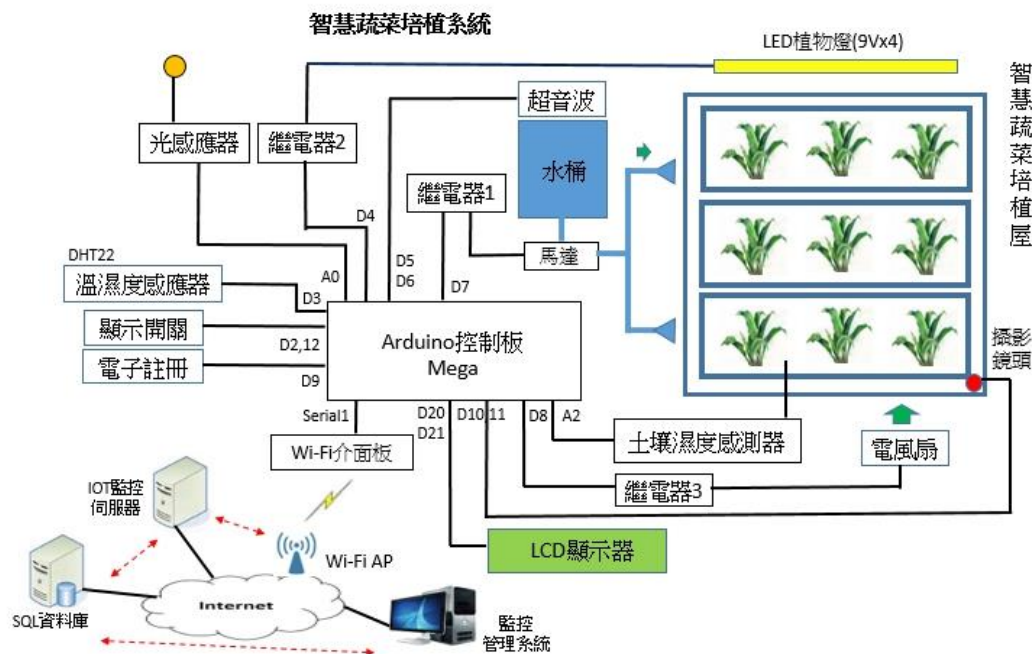 智慧蔬菜培植系統
LED植物燈(9Vx4)
智慧蔬菜培植屋
超音波
光感應器
繼電器2
水桶
繼電器1
馬達
D4
D5
D6
D7
A0
DHT22
溫濕度感應器
D3
顯示開關
D2,12
電子註冊
D9
Arduino控制板
Mega
攝影
鏡頭
Serial1
D20
D21
D10,11
D8
A2
Wi-Fi介面板
土壤濕度感測器
電風扇
繼電器3
LCD顯示器
IOT監控
伺服器
Wi-Fi AP
Internet
SQL資料庫
監控
管理系統